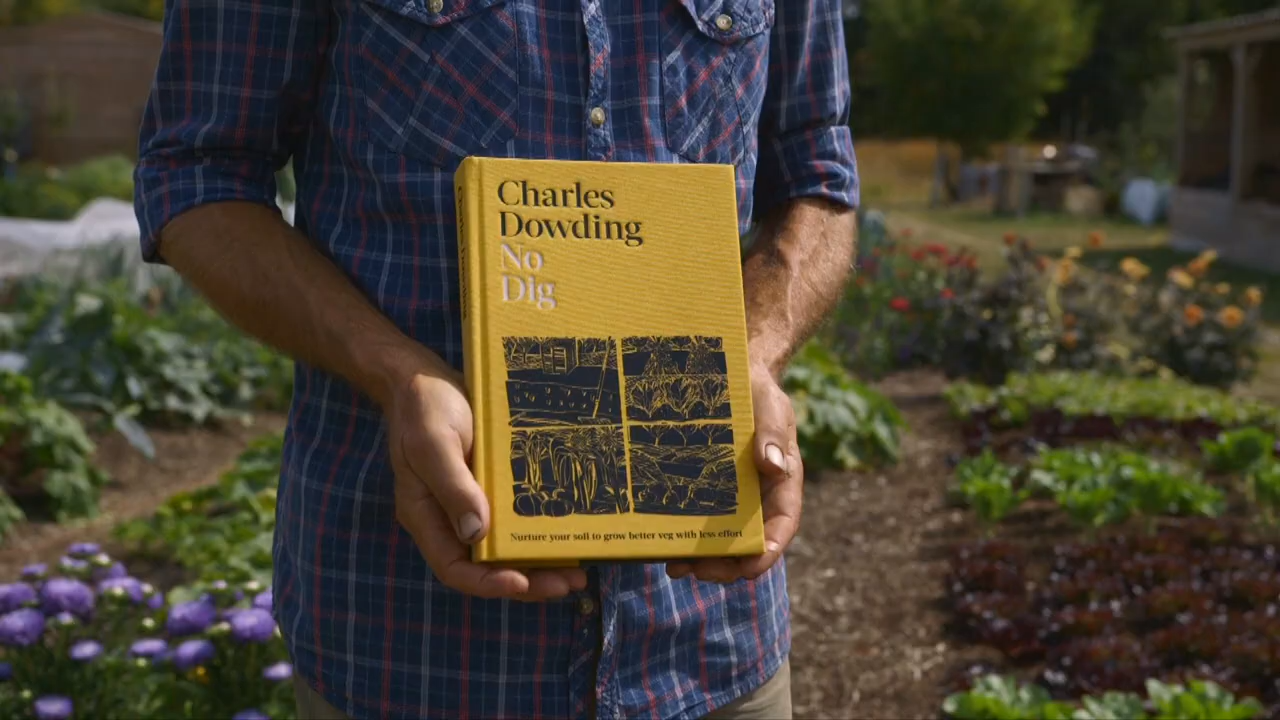 Charles
Dowding
No
Dig
Nurture your soil to grow better veg with less effort